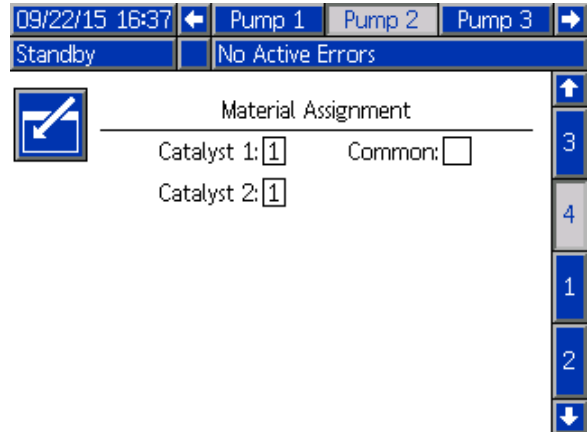 09/22/15 16:37 Pump 1 Pump 2 Pump 3
Standby No Active Errors
Material Assignment
3
Catalyst 1: 1 Common:
Catalyst 2: 1
4
1
2